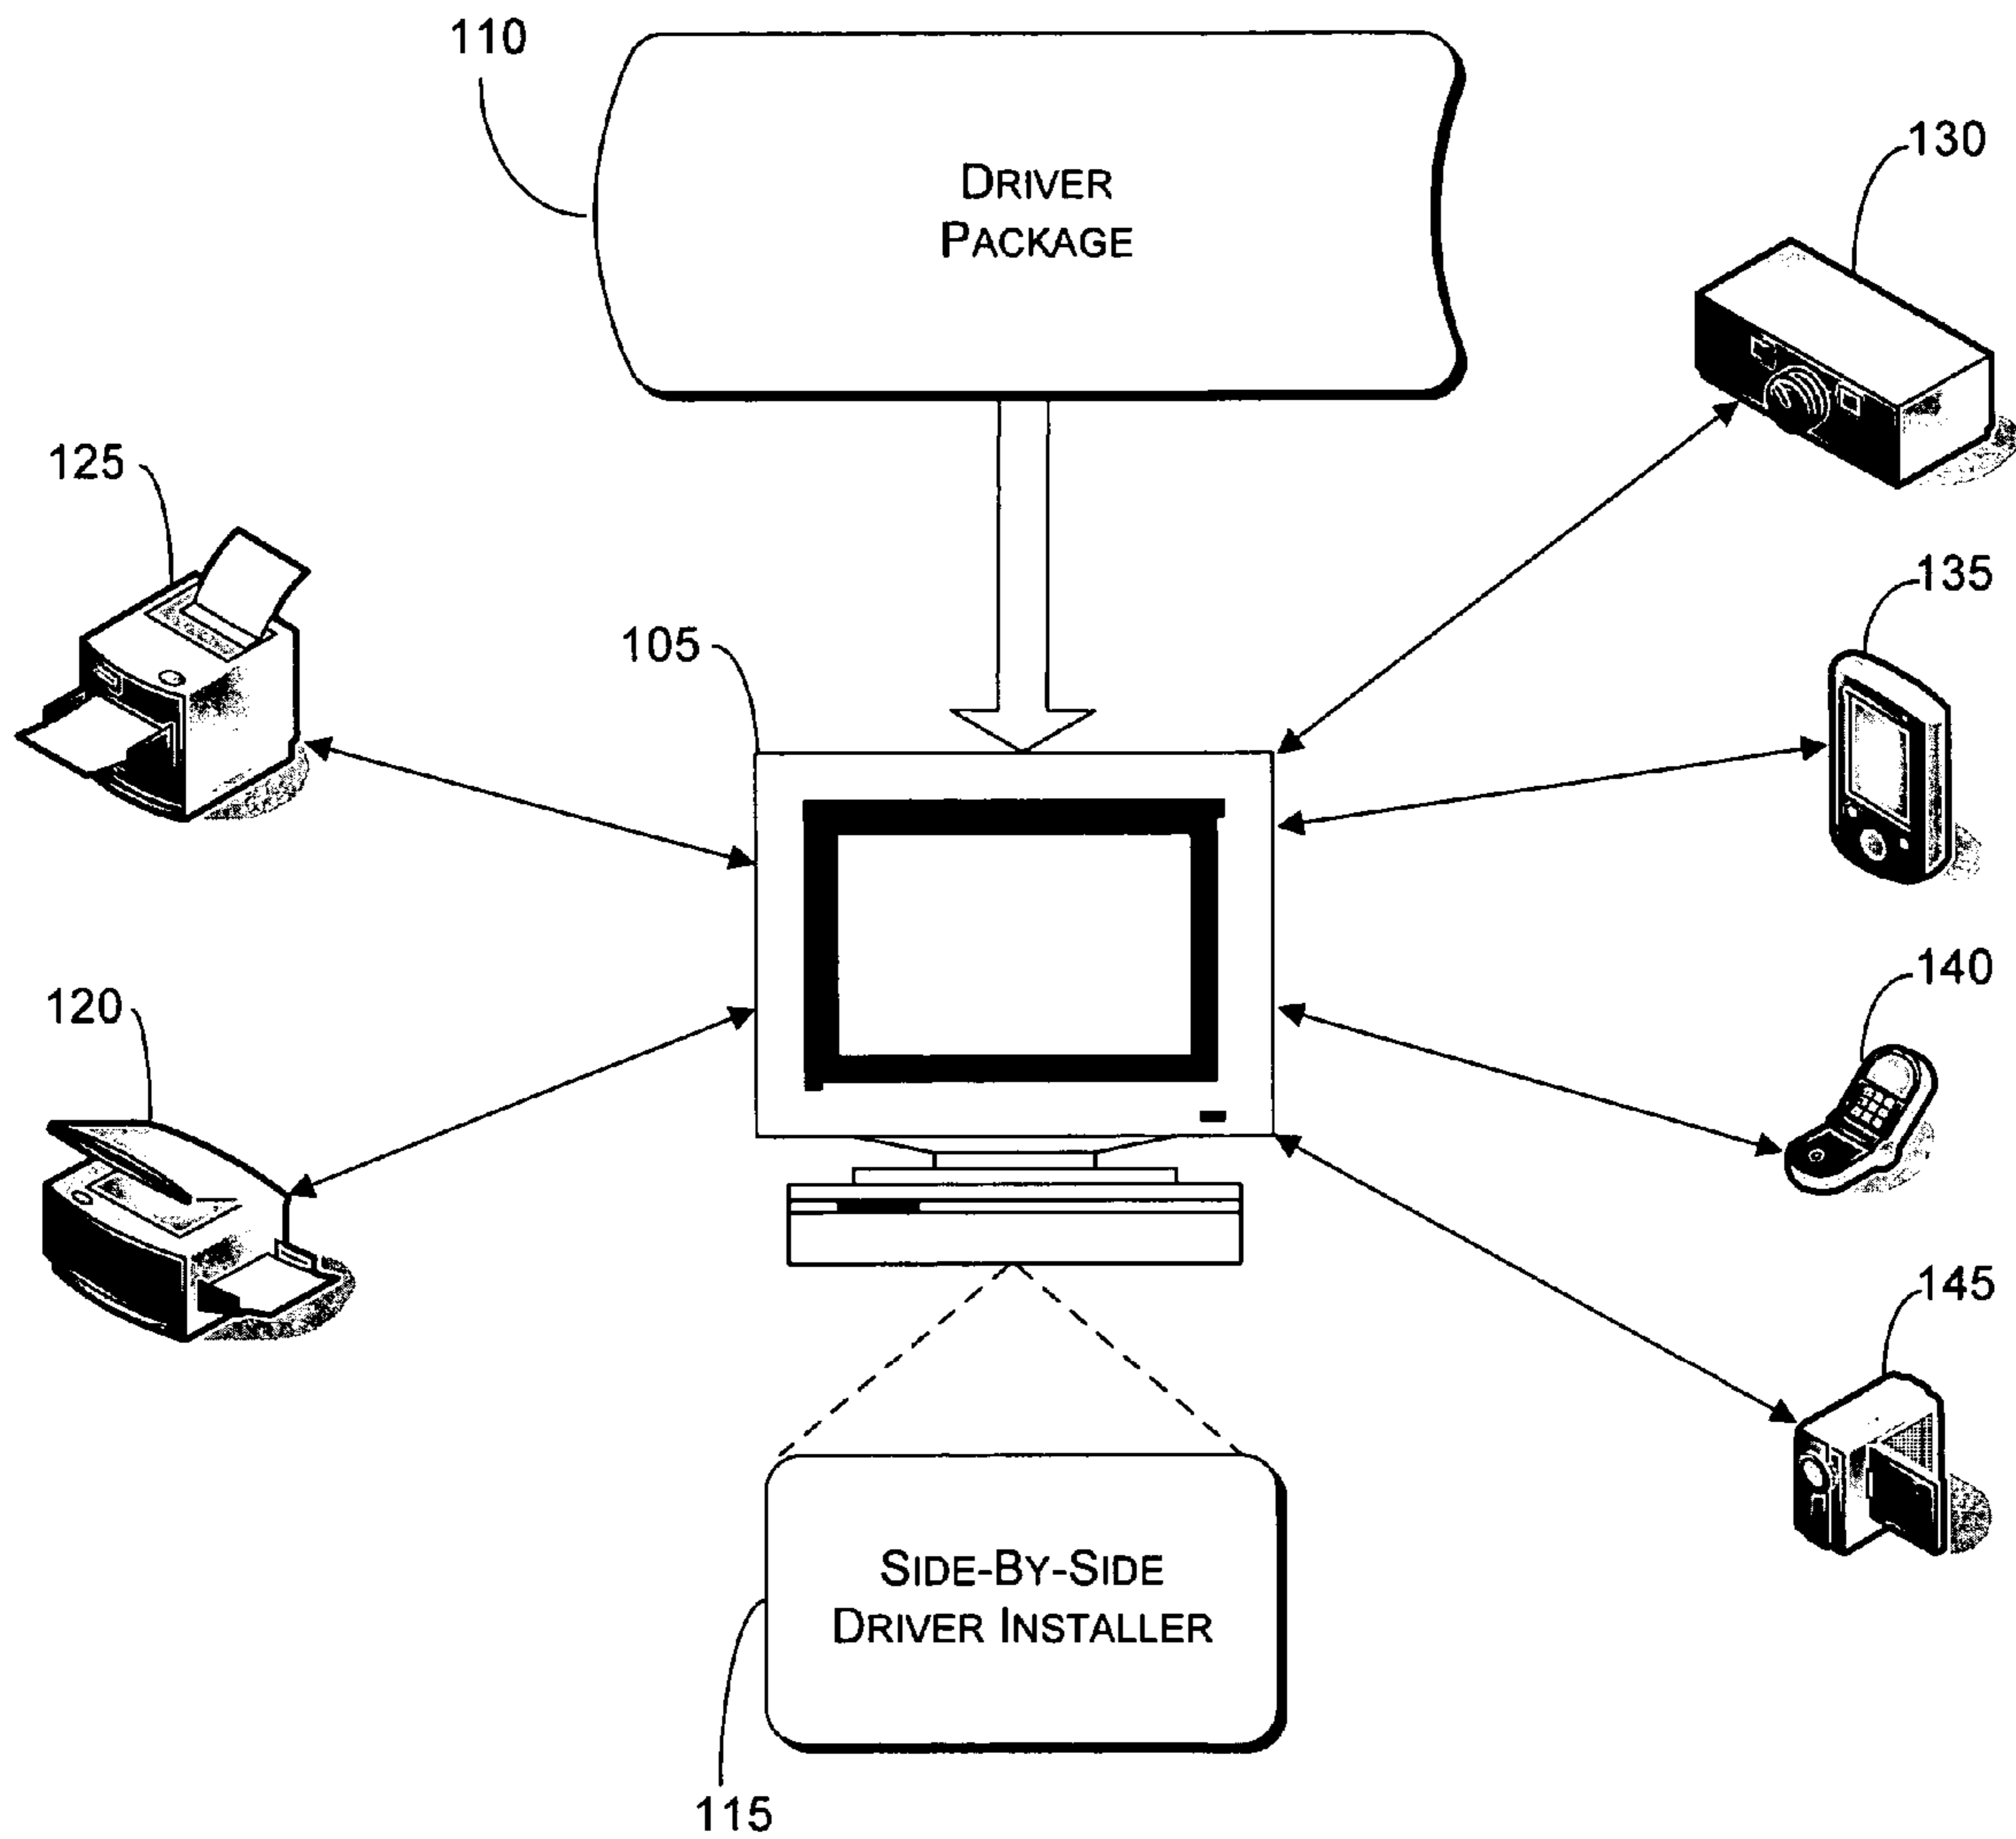 110
DRIVER
PACKAGE
130
125
135
105
140
120
145
SIDE-BY-SIDE
DRIVER INSTALLER
115